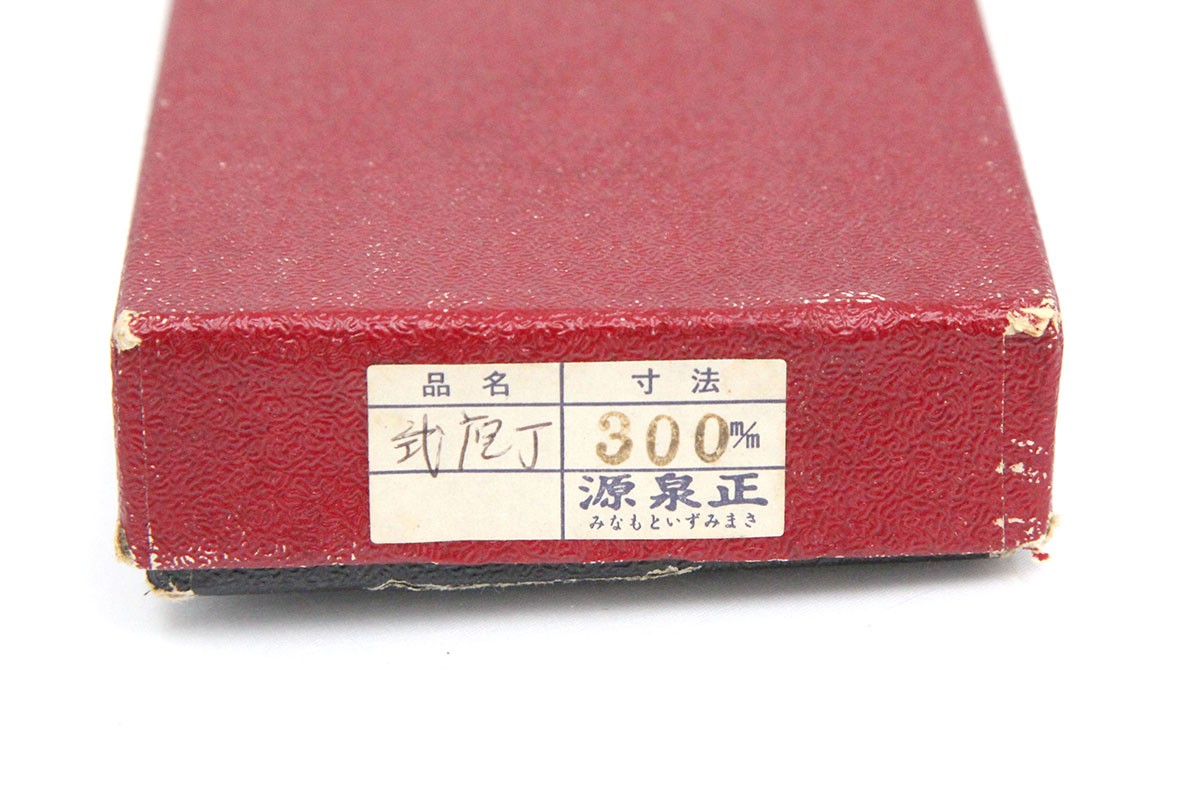 品名 寸法
式庖丁 300m/m
源泉正
みなもといずみまさ